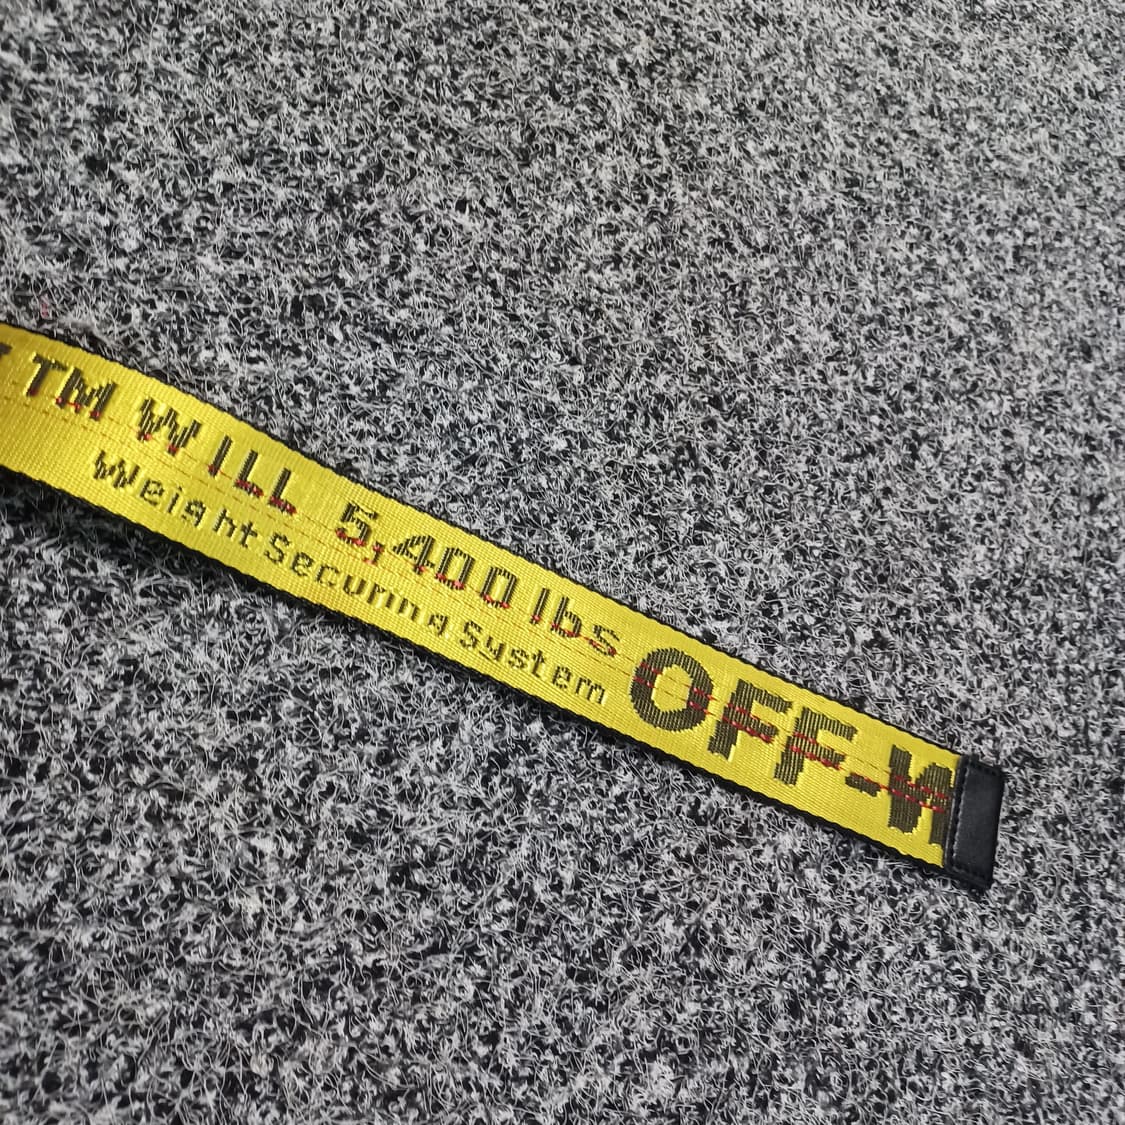 TM WILL 5,400 lbs
Weight Securing System
OFF-W